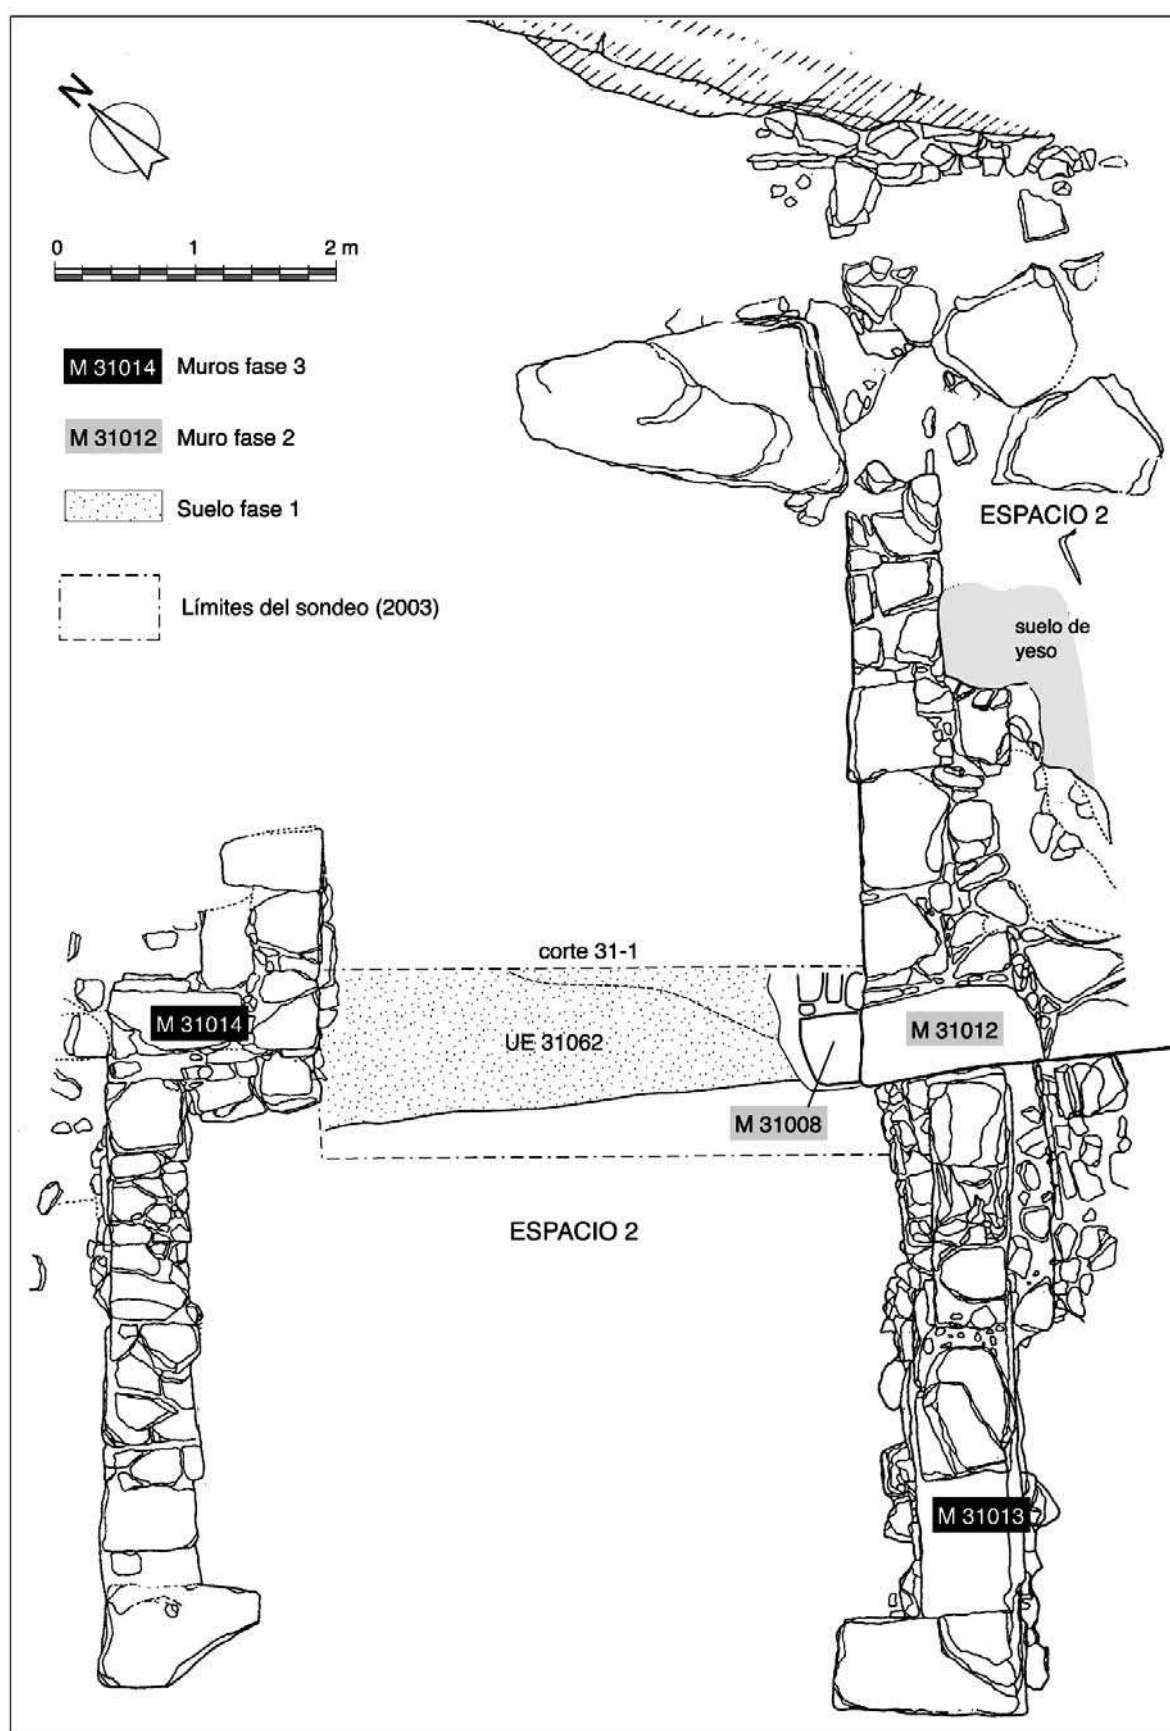 N
0 1 2 m
M 31014 Muros fase 3
M 31012 Muro fase 2
Suelo fase 1
Límites del sondeo (2003)
ESPACIO 2
suelo de
yeso
corte 31-1
M 31014
UE 31062
M 31012
M 31008
ESPACIO 2
M 31013